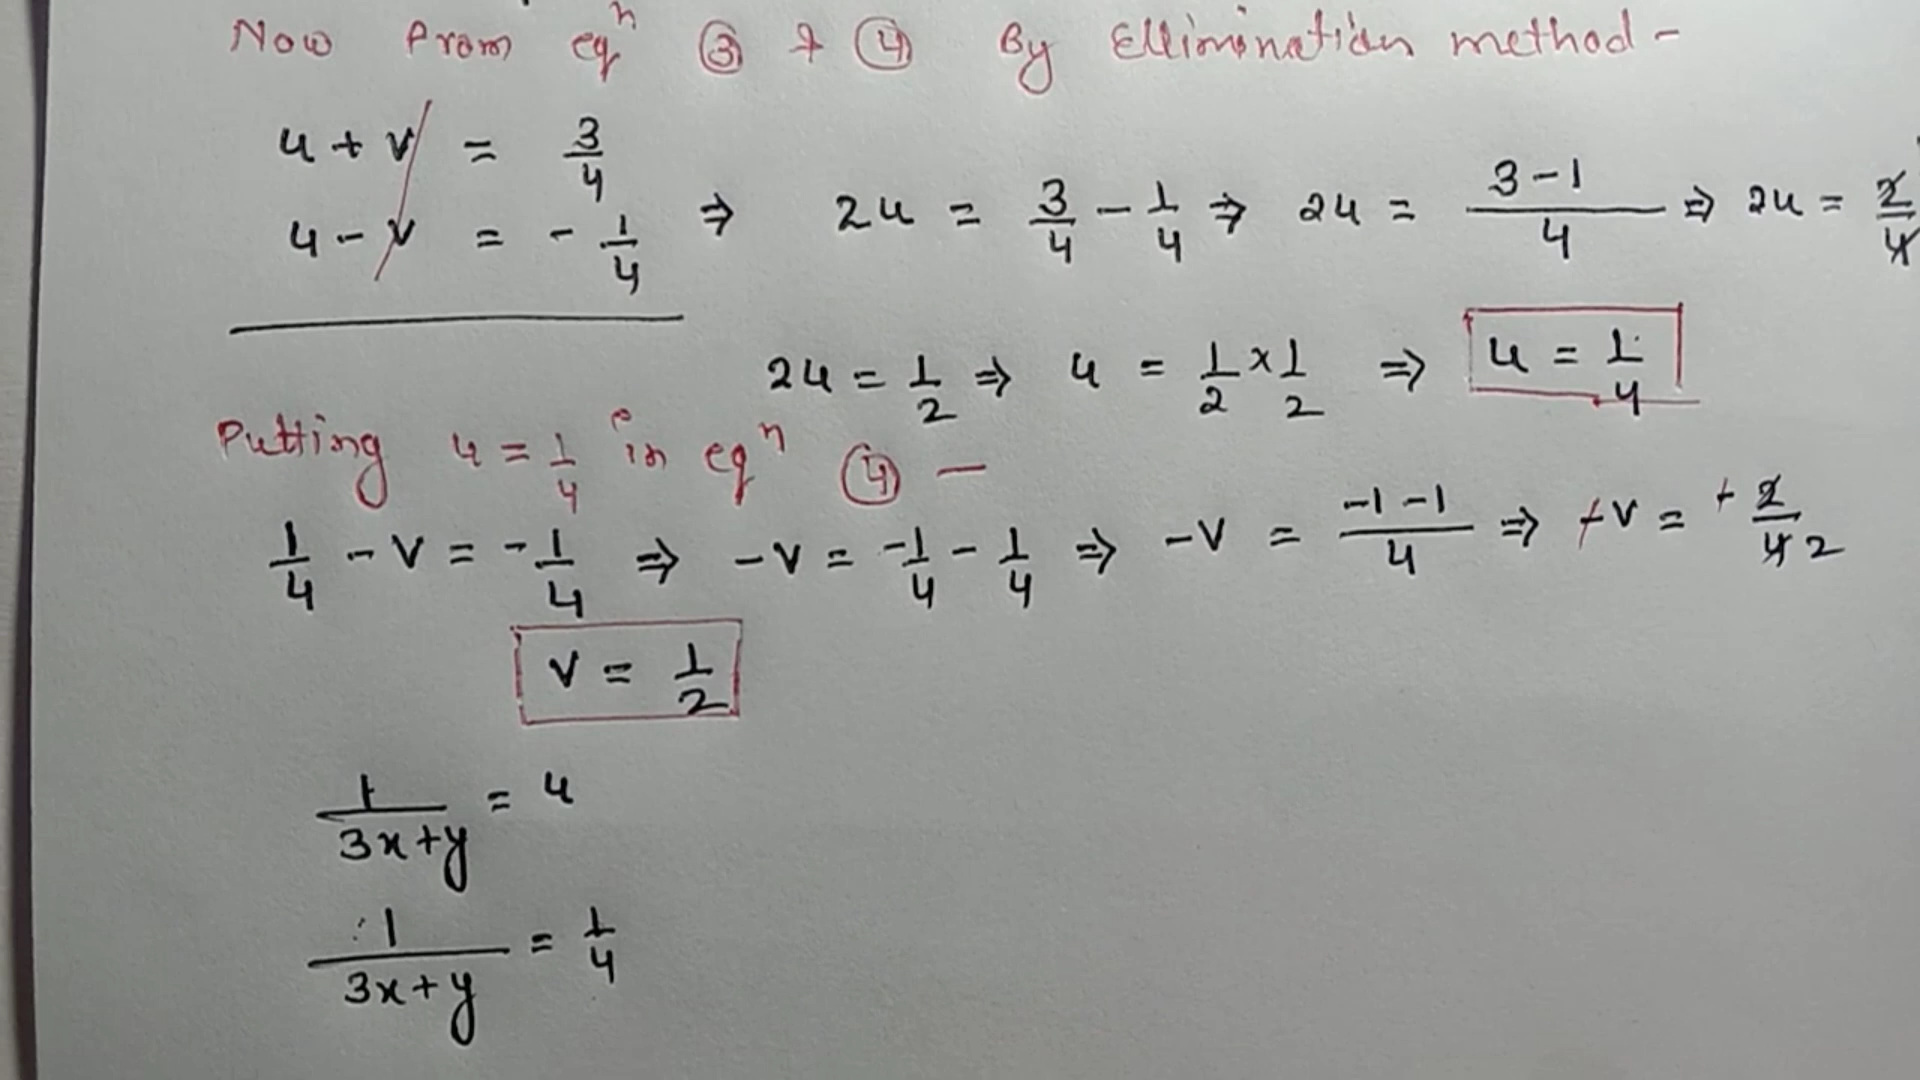 Now From eqⁿ ③ & ④ By Ellimination method -
u + v = 3/4
u - v = - 1/4 ⇒ 2u = 3/4 - 1/4 ⇒ 2u = 3-1/4 ⇒ 2u = 2/4
2u = 1/2 ⇒ u = 1/2 × 1/2 ⇒ u = 1/4
Putting u = 1/4 in eqⁿ ④ —
1/4 - v = - 1/4 ⇒ -v = -1/4 - 1/4 ⇒ -v = -1-1/4 ⇒ +v = + 2/4 2
v = 1/2
1/3x+y = u
1/3x+y = 1/4